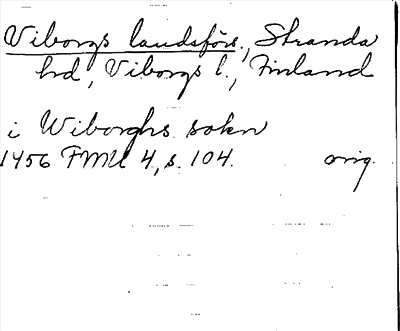 Viborgs landsförs., Stranda
hd, Viborgs l., Finland
i Wiborghs sokn
1456 FMU 4, s. 104. orig.